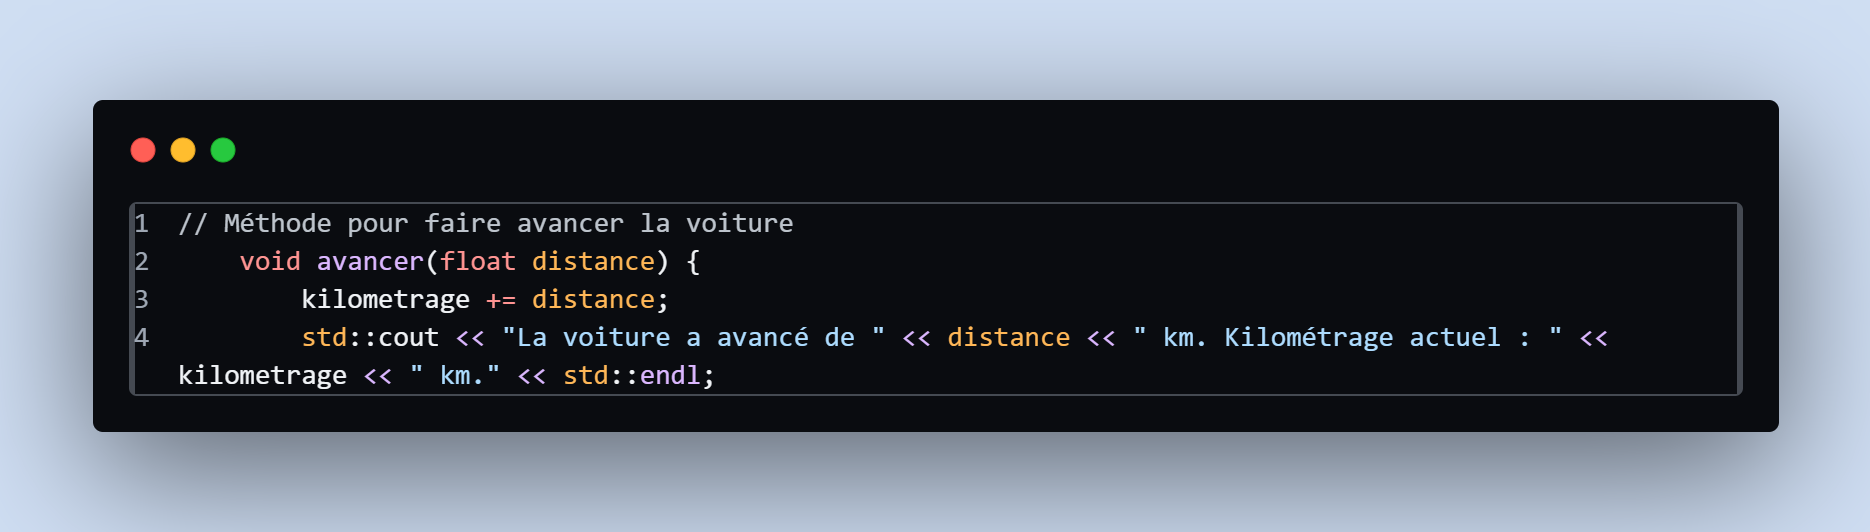 1 // Méthode pour faire avancer la voiture
2     void avancer(float distance) {
3         kilometrage += distance;
4         std::cout << "La voiture a avancé de " << distance << " km. Kilométrage actuel : " <<
kilometrage << " km." << std::endl;